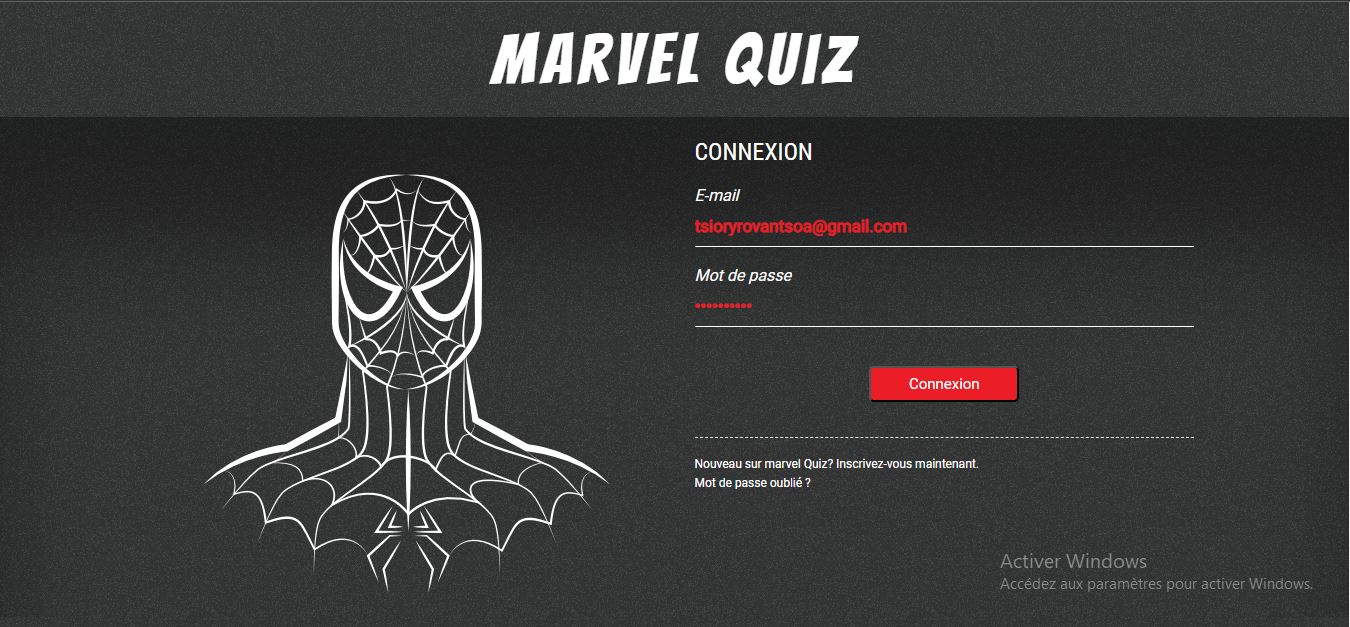 MARVEL QUIZ
CONNEXION
E-mail
tsioryrovantsoa@gmail.com
Mot de passe
••••••••••
Connexion
Nouveau sur marvel Quiz? Inscrivez-vous maintenant.
Mot de passe oublié ?
Activer Windows
Accédez aux paramètres pour activer Windows.